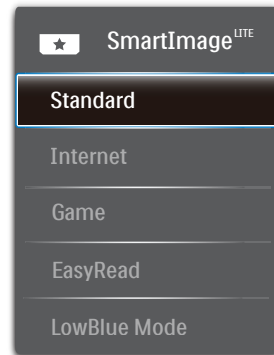 SmartImage LITE
Standard
Internet
Game
EasyRead
LowBlue Mode